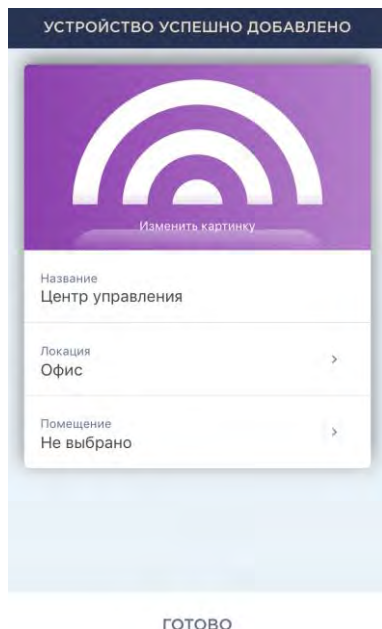 УСТРОЙСТВО УСПЕШНО ДОБАВЛЕНО
Изменить картинку
Название
Центр управления
Локация
Офис
Помещение
Не выбрано
ГОТОВО